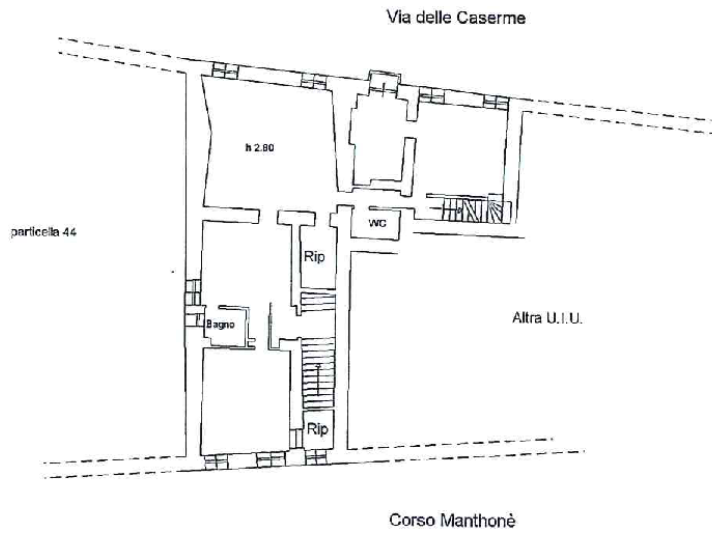 Via delle Caserme
h 2.80
particella 44
WC
Rip
Altra U.I.U.
Bagno
Rip
Corso Manthonè